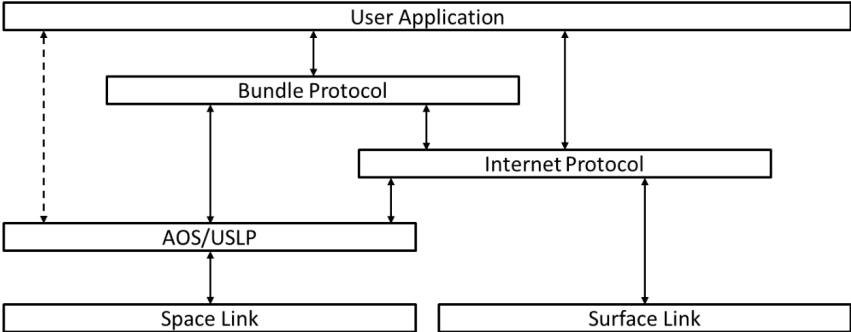 User Application
Bundle Protocol
Internet Protocol
AOS/USLP
Space Link
Surface Link